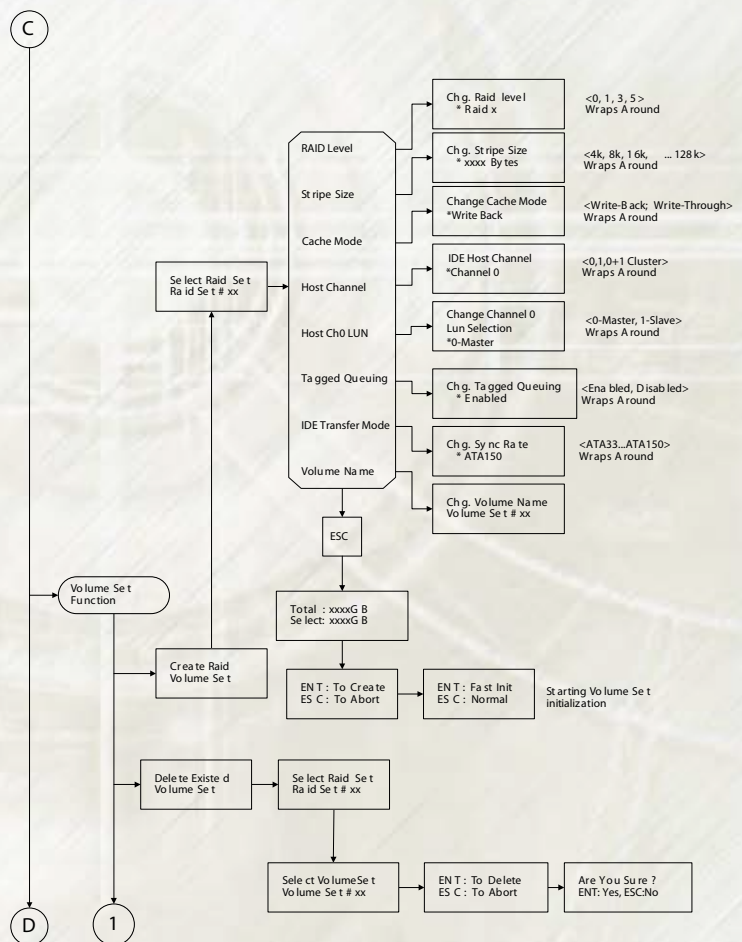 C
RAID Level
Stripe Size
Cache Mode
Host Channel
Host Ch0 LUN
Tagged Queuing
IDE Transfer Mode
Volume Name
Chg. Raid level
* Raid x
<0, 1, 3, 5>
Wraps Around
Chg. Stripe Size
* xxxx Bytes
<4k, 8k, 16k, ... 128k>
Wraps Around
Change Cache Mode
*Write Back
<Write-Back; Write-Through>
Wraps Around
IDE Host Channel
*Channel 0
<0,1,0+1 Cluster>
Wraps Around
Change Channel 0
Lun Selection
*0-Master
<0-Master, 1-Slave>
Wraps Around
Chg. Tagged Queuing
* Enabled
<Enabled, Disabled>
Wraps Around
Chg. Sync Rate
* ATA150
<ATA33...ATA150>
Wraps Around
Chg. Volume Name
Volume Set # xx
Select Raid Set
Raid Set # xx
ESC
Volume Set
Function
Total : xxxxGB
Select: xxxxGB
Create Raid
Volume Set
ENT : To Create
ESC : To Abort
ENT : Fast Init
ESC : Normal
Starting Volume Set
initialization
Delete Existed
Volume Set
Select Raid Set
Raid Set # xx
Select VolumeSet
Volume Set # xx
ENT : To Delete
ESC : To Abort
Are You Sure ?
ENT: Yes, ESC:No
D
1